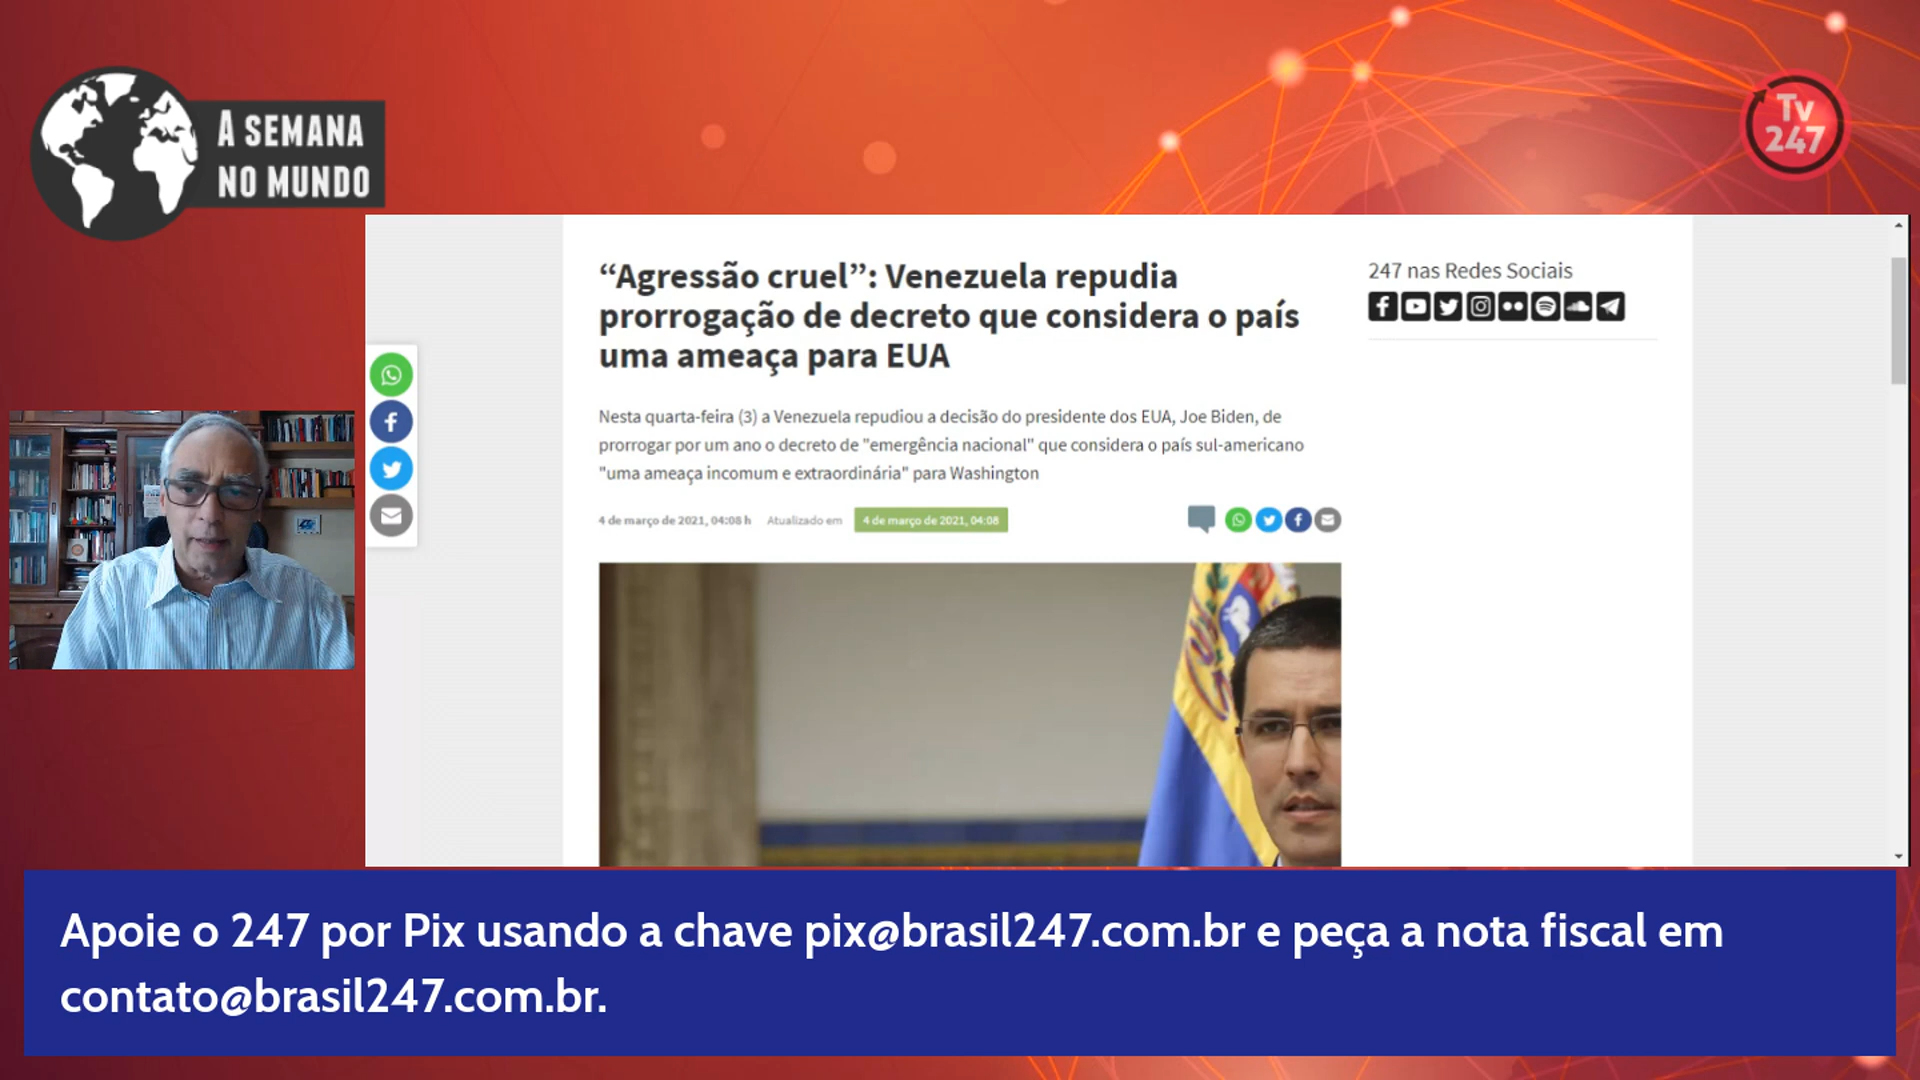 A SEMANA
NO MUNDO
Tv
247
“Agressão cruel”: Venezuela repudia
prorrogação de decreto que considera o país
uma ameaça para EUA
247 nas Redes Sociais
Nesta quarta-feira (3) a Venezuela repudiou a decisão do presidente dos EUA, Joe Biden, de
prorrogar por um ano o decreto de "emergência nacional" que considera o país sul-americano
"uma ameaça incomum e extraordinária" para Washington
4 de março de 2021, 04:08 h Atualizado em 4 de março de 2021, 04:08
Apoie o 247 por Pix usando a chave pix@brasil247.com.br e peça a nota fiscal em
contato@brasil247.com.br.